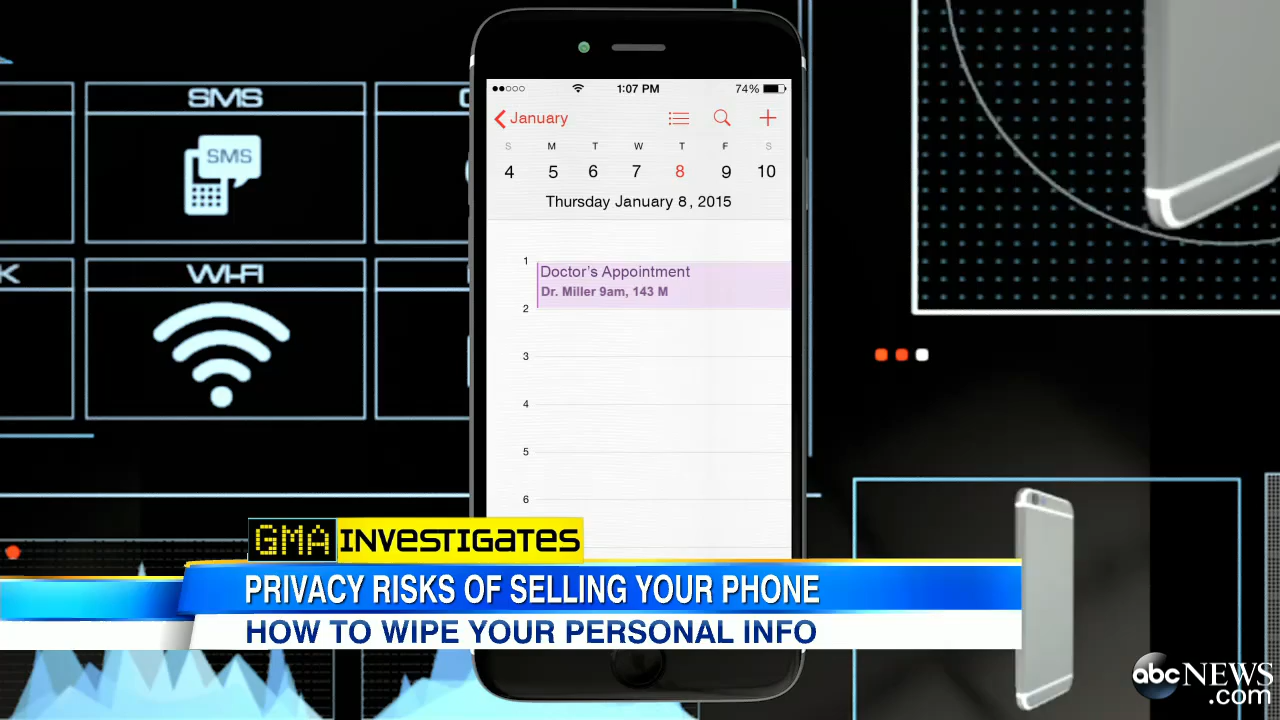 SMS
SMS
WI-FI
K
1:07 PM
74%
January
S M T W T F S
4 5 6 7 8 9 10
Thursday January 8, 2015
1
Doctor's Appointment
Dr. Miller 9am, 143 M
2
3
4
5
6
GMA INVESTIGATES
PRIVACY RISKS OF SELLING YOUR PHONE
HOW TO WIPE YOUR PERSONAL INFO
abc NEWS
.com